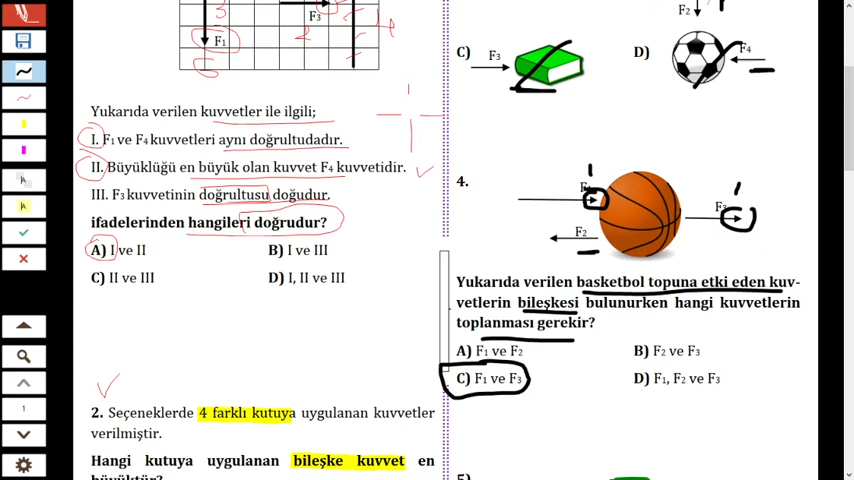 F3
F1
Yukarıda verilen kuvvetler ile ilgili;
I. F1 ve F4 kuvvetleri aynı doğrultudadır.
II. Büyüklüğü en büyük olan kuvvet F4 kuvvetidir.
III. F3 kuvvetinin doğrultusu doğudur.
ifadelerinden hangileri doğrudur?
A) I ve II
B) I ve III
C) II ve III
D) I, II ve III
2. Seçeneklerde 4 farklı kutuya uygulanan kuvvetler
verilmiştir.
Hangi kutuya uygulanan bileşke kuvvet en
büyüktür?
F2
C)
F3
D)
F4
4.
F2
F3
Yukarıda verilen basketbol topuna etki eden kuv-
vetlerin bileşkesi bulunurken hangi kuvvetlerin
toplanması gerekir?
A) F1 ve F2
B) F2 ve F3
C) F1 ve F3
D) F1, F2 ve F3
1